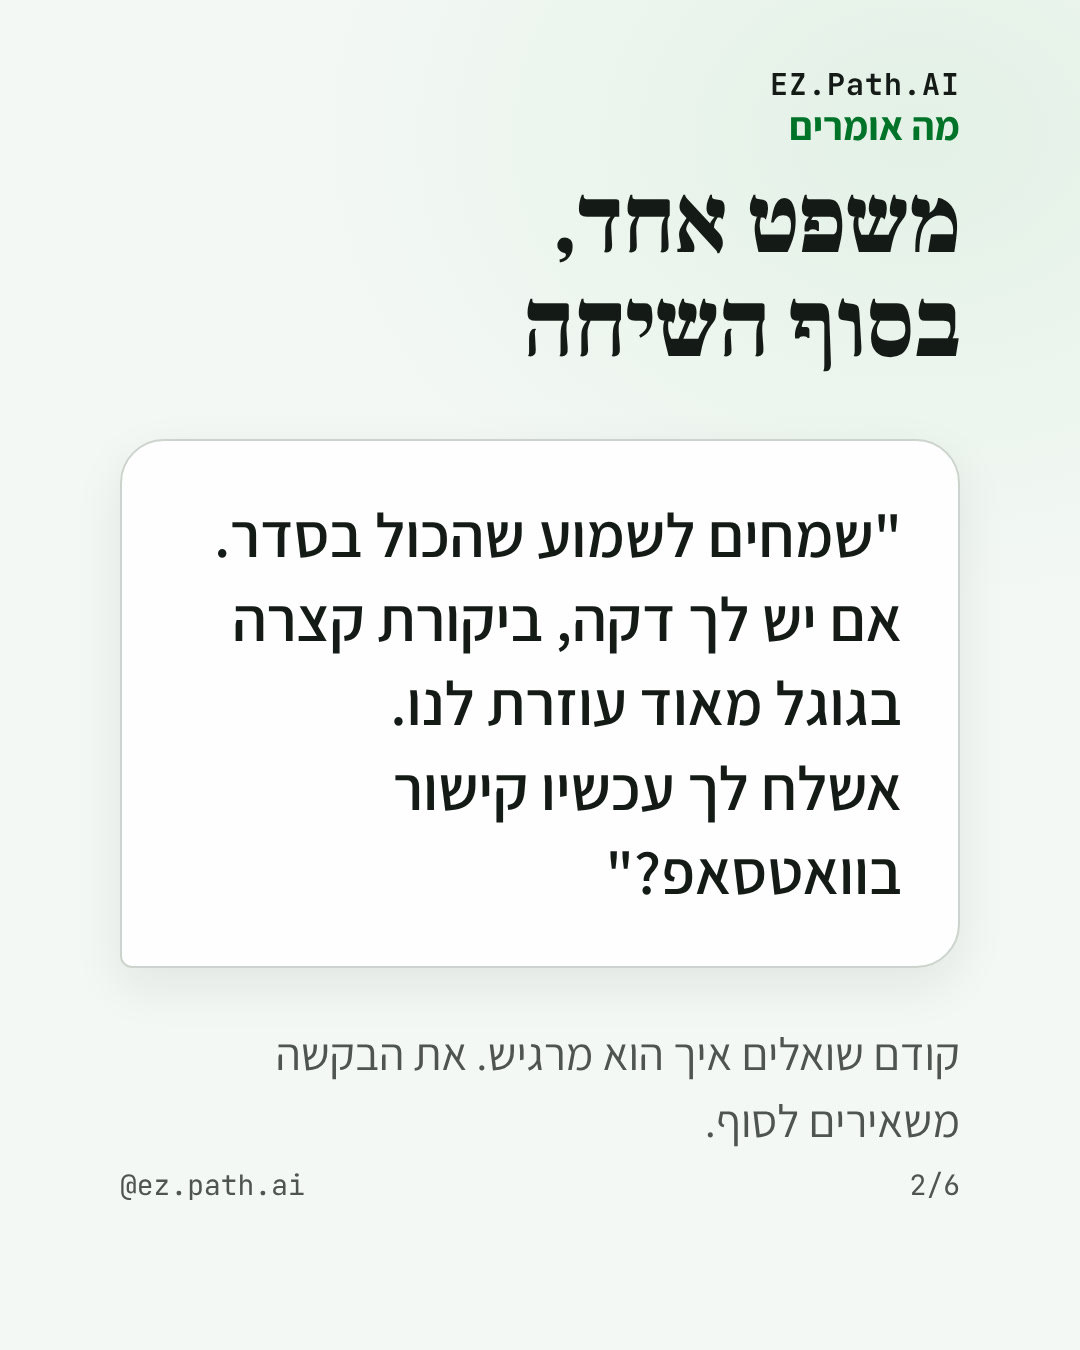 EZ.Path.AI
מה אומרים
משפט אחד,
בסוף השיחה
"שמחים לשמוע שהכול בסדר.
אם יש לך דקה, ביקורת קצרה
בגוגל מאוד עוזרת לנו.
אשלח לך עכשיו קישור
בוואטסאפ?"
קודם שואלים איך הוא מרגיש. את הבקשה
משאירים לסוף.
2/6
@ez.path.ai